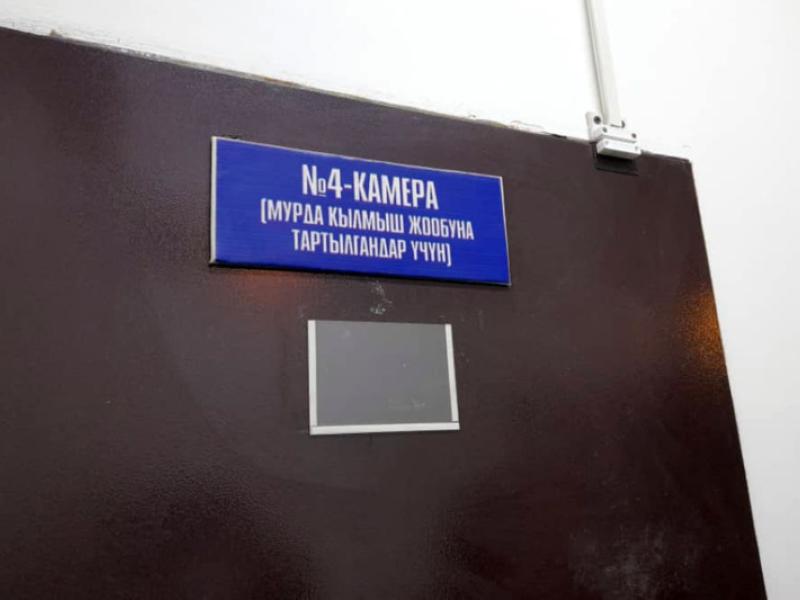 №4-КАМЕРА
(МУРДА КЫЛМЫШ ЖООБУНА
ТАРТЫЛГАНДАР ҮЧҮН)